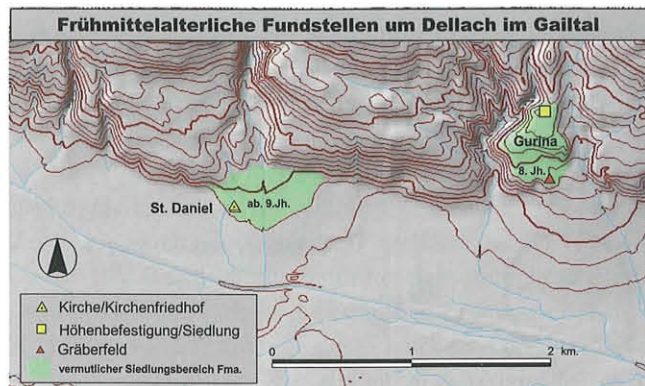 Frühmittelalterliche Fundstellen um Dellach im Gailtal
Gurina
8. Jh.
St. Daniel
ab. 9.Jh.
Kirche/Kirchenfriedhof
Höhenbefestigung/Siedlung
Gräberfeld
vermutlicher Siedlungsbereich Fma.
0 1 2 km.